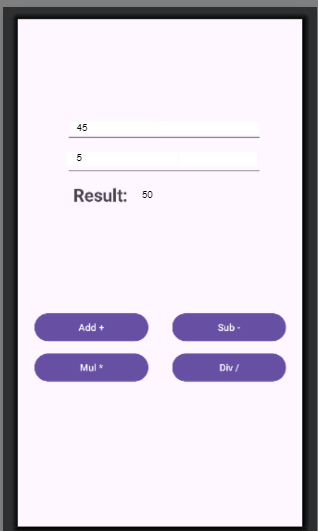 45
5
Result: 50
Add + Sub -
Mul * Div /